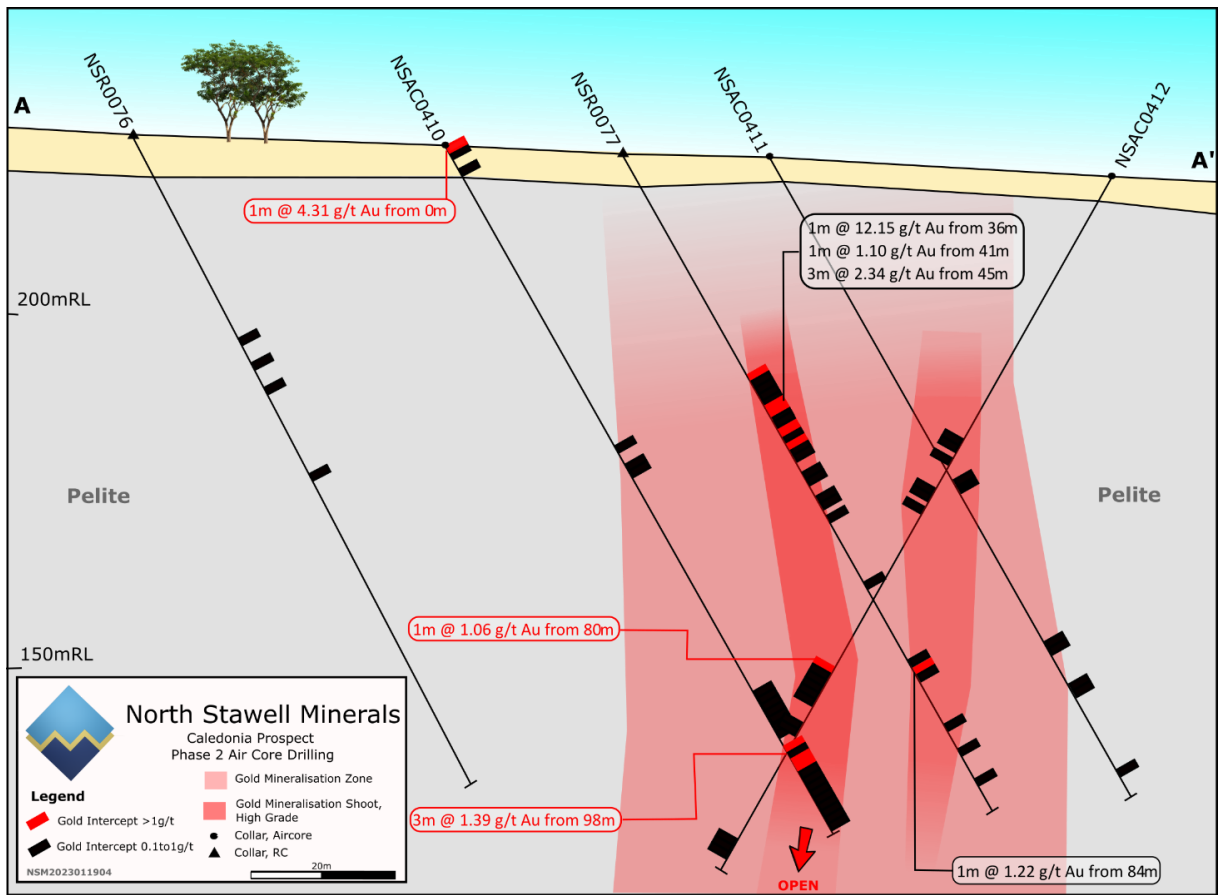 A
NSR0076
NSAC0410
NSR0077
NSAC0411
NSAC0412
A'
1m @ 4.31 g/t Au from 0m
1m @ 12.15 g/t Au from 36m
1m @ 1.10 g/t Au from 41m
3m @ 2.34 g/t Au from 45m
200mRL
Pelite
Pelite
1m @ 1.06 g/t Au from 80m
150mRL
North Stawell Minerals
Caledonia Prospect
Phase 2 Air Core Drilling
Legend
Gold Intercept >1g/t
Gold Intercept 0.1to1g/t
NSM2023011904
Gold Mineralisation Zone
Gold Mineralisation Shoot,
High Grade
Collar, Aircore
Collar, RC
20m
3m @ 1.39 g/t Au from 98m
OPEN
1m @ 1.22 g/t Au from 84m